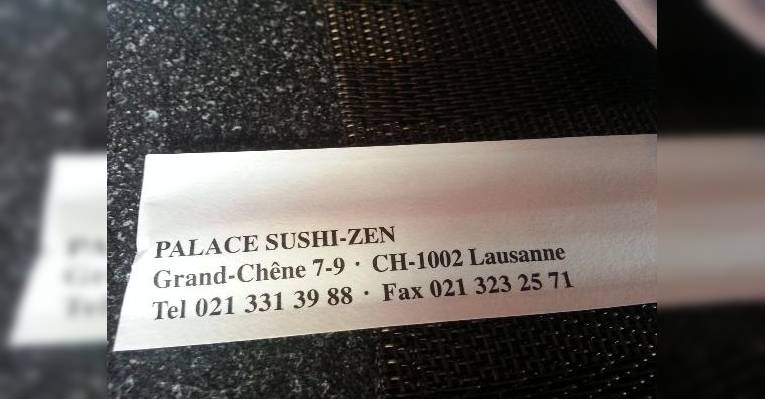 PALACE SUSHI-ZEN
Grand-Chêne 7-9 · CH-1002 Lausanne
Tel 021 331 39 88 · Fax 021 323 25 71